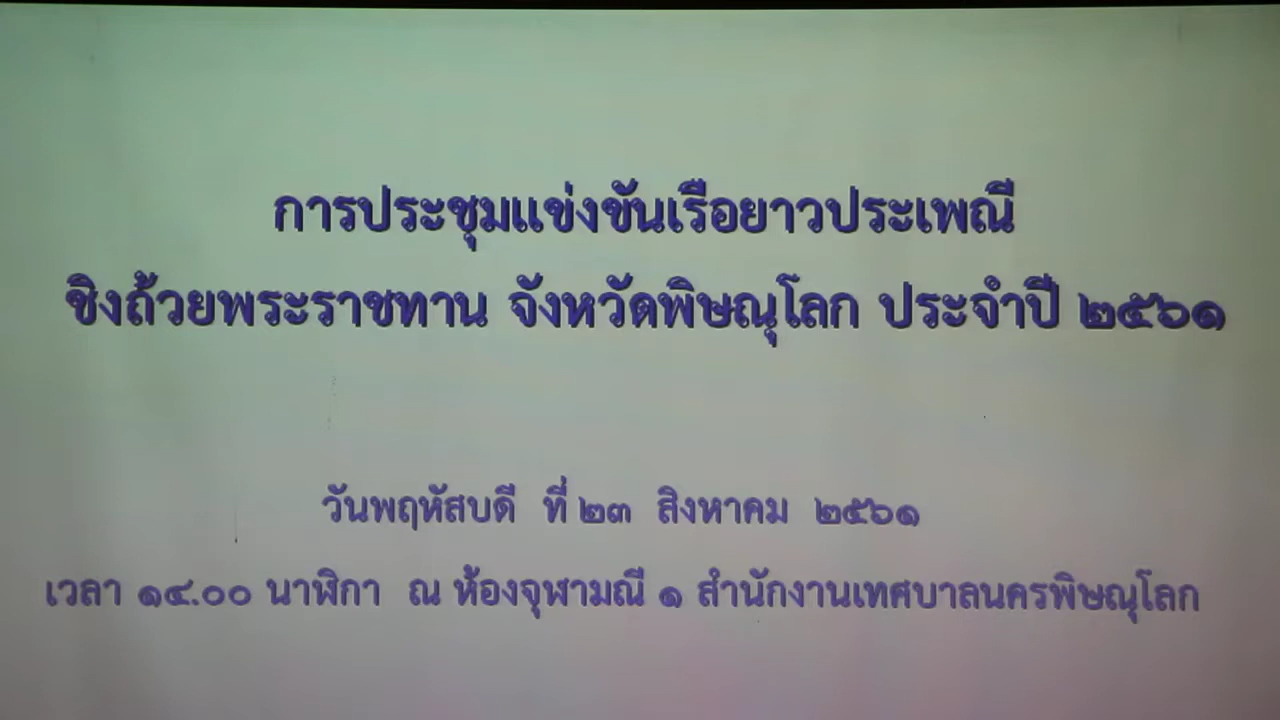 การประชุมแข่งขันเรือยาวประเพณี
ชิงถ้วยพระราชทาน จังหวัดพิษณุโลก ประจำปี ๒๕๖๑
วันพฤหัสบดี ที่ ๒๓ สิงหาคม ๒๕๖๑
เวลา ๑๔.๐๐ นาฬิกา ณ ห้องจุฬามณี ๑ สำนักงานเทศบาลนครพิษณุโลก